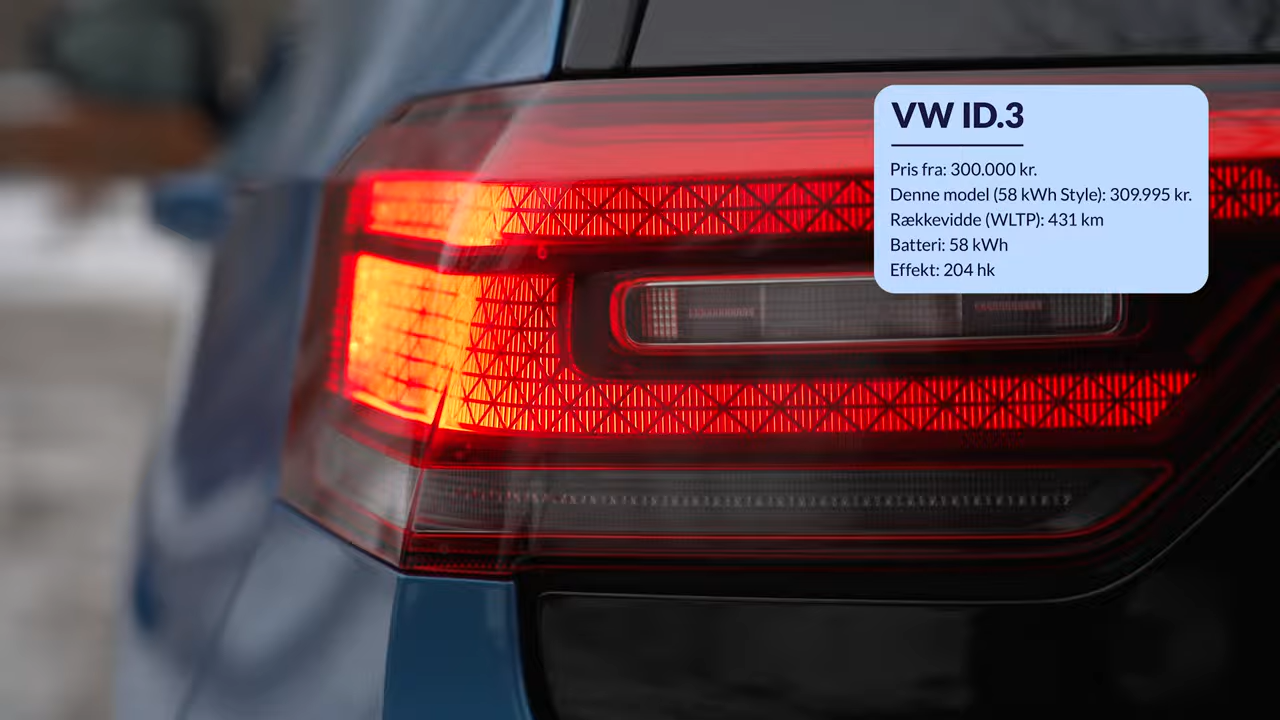 VW ID.3
Pris fra: 300.000 kr.
Denne model (58 kWh Style): 309.995 kr.
Rækkevidde (WLTP): 431 km
Batteri: 58 kWh
Effekt: 204 hk